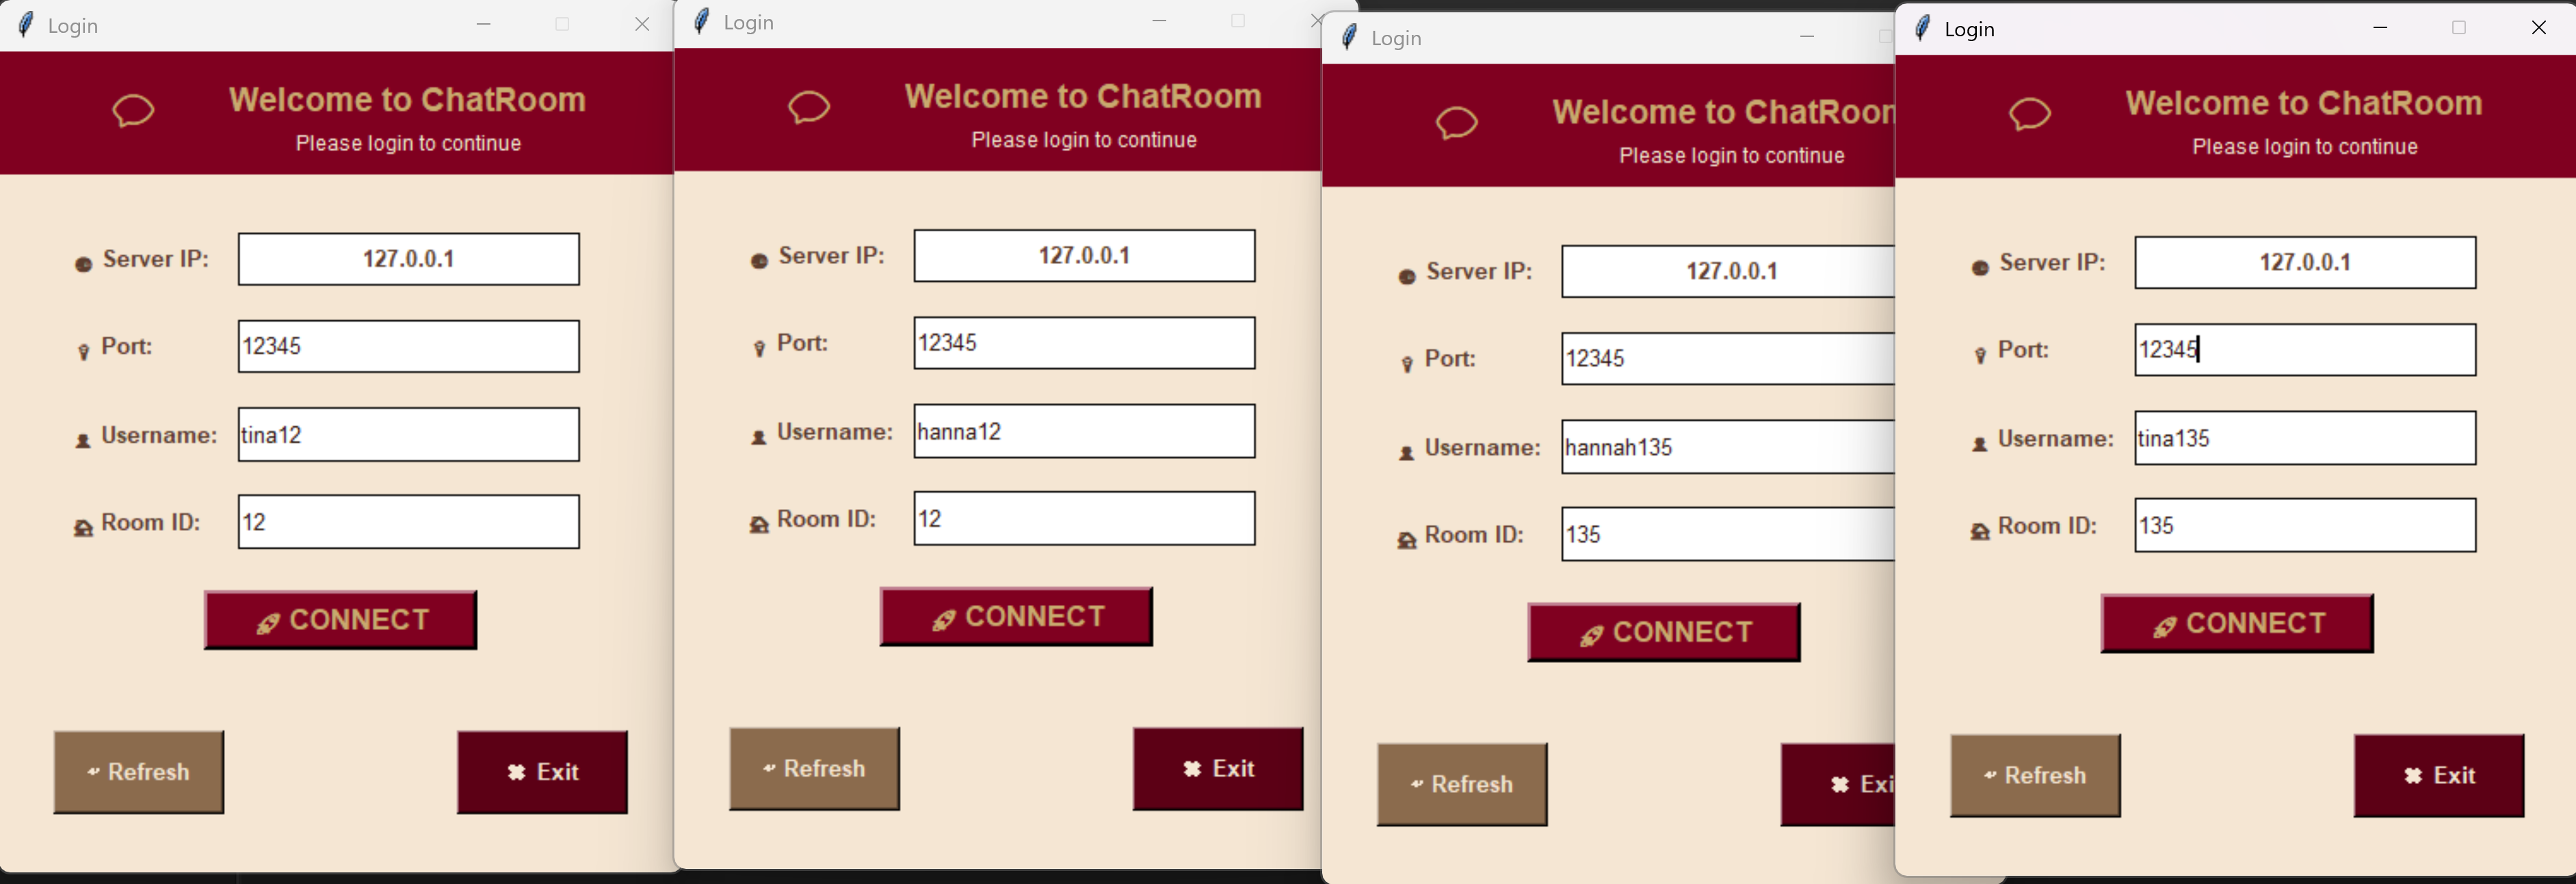 Login
Welcome to ChatRoom
Please login to continue
Server IP: 127.0.0.1
Port: 12345
Username: tina12
Room ID: 12
CONNECT
Refresh
Exit
Login
Welcome to ChatRoom
Please login to continue
Server IP: 127.0.0.1
Port: 12345
Username: hanna12
Room ID: 12
CONNECT
Refresh
Exit
Login
Welcome to ChatRoom
Please login to continue
Server IP: 127.0.0.1
Port: 12345
Username: hannah135
Room ID: 135
CONNECT
Refresh
Exi
Login
Welcome to ChatRoom
Please login to continue
Server IP: 127.0.0.1
Port: 12345
Username: tina135
Room ID: 135
CONNECT
Refresh
Exit